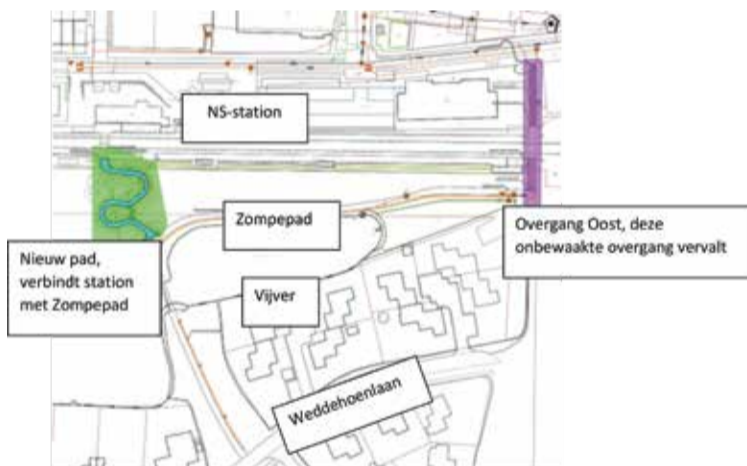 NS-station
Zompepad
Overgang Oost, deze
onbewaakte overgang vervalt
Nieuw pad,
verbindt station
met Zompepad
Vijver
Weddehoenlaan